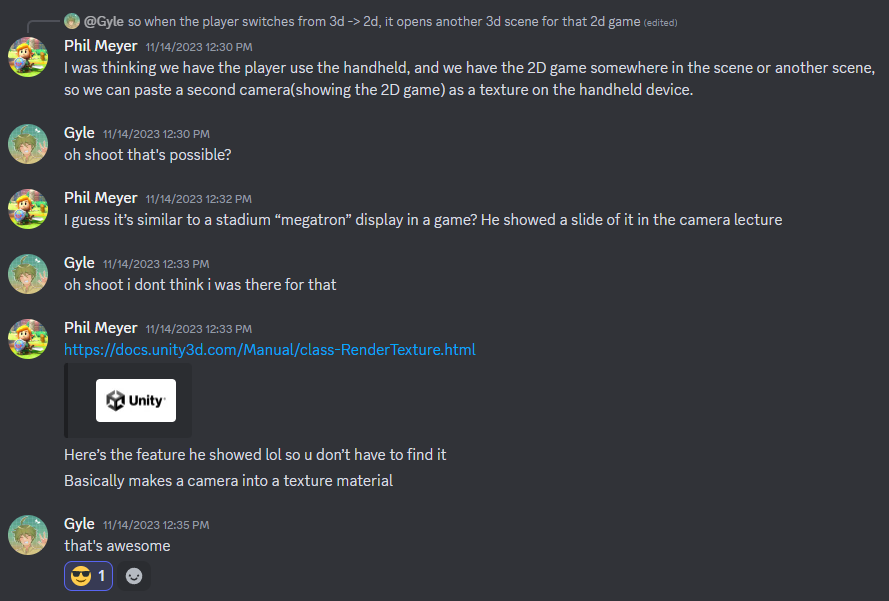 @Gyle so when the player switches from 3d -> 2d, it opens another 3d scene for that 2d game (edited)
Phil Meyer 11/14/2023 12:30 PM
I was thinking we have the player use the handheld, and we have the 2D game somewhere in the scene or another scene,
so we can paste a second camera(showing the 2D game) as a texture on the handheld device.
Gyle 11/14/2023 12:30 PM
oh shoot that's possible?
Phil Meyer 11/14/2023 12:32 PM
I guess it’s similar to a stadium “megatron” display in a game? He showed a slide of it in the camera lecture
Gyle 11/14/2023 12:33 PM
oh shoot i dont think i was there for that
Phil Meyer 11/14/2023 12:33 PM
https://docs.unity3d.com/Manual/class-RenderTexture.html
Unity
Here’s the feature he showed lol so u don’t have to find it
Basically makes a camera into a texture material
Gyle 11/14/2023 12:35 PM
that's awesome
1